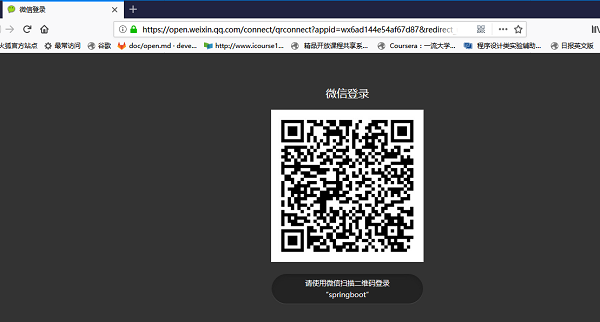 微信登录
https://open.weixin.qq.com/connect/qrconnect?appid=wx6ad144e54af67d87&redirect_
火狐官方站点 最常访问 谷歌 doc/open.md · deve... http://www.icourse1... 精品开放课程共享系... Coursera：一流大学... 程序设计类实验辅助... 日报英文版
微信登录
请使用微信扫描二维码登录
"springboot"